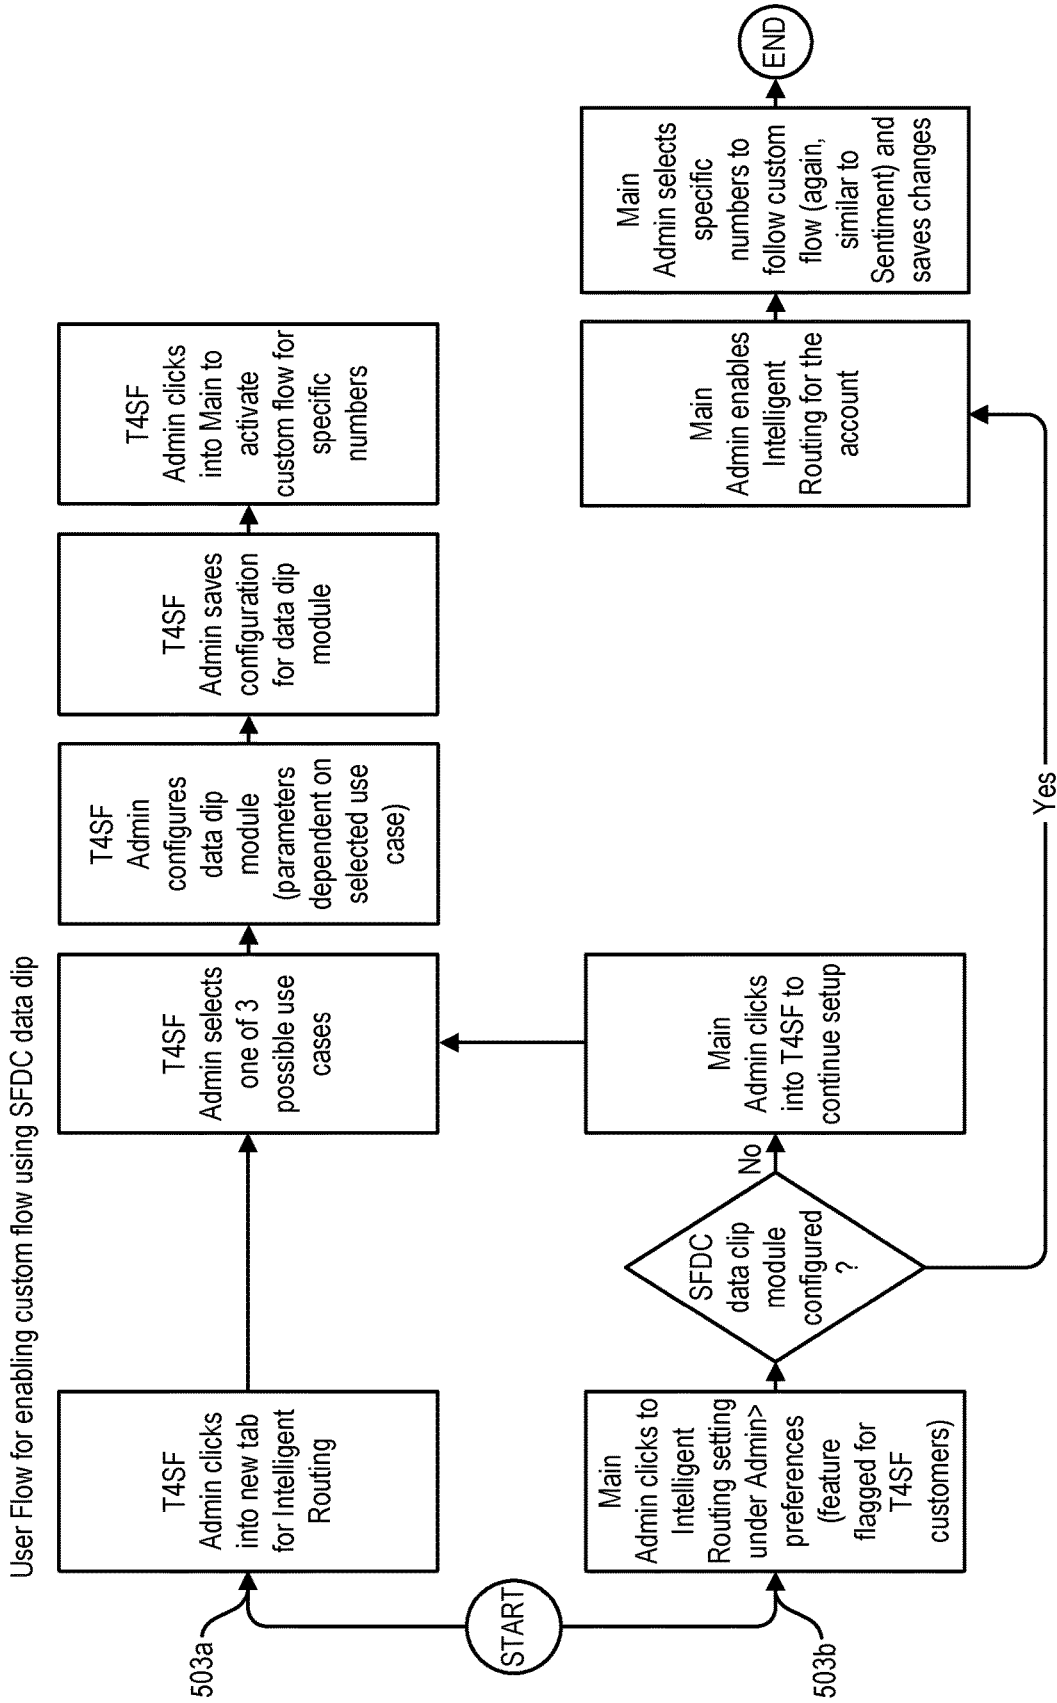 User Flow for enabling custom flow using SFDC data dip
503a
START
503b
T4SF
Admin clicks
into new tab
for Intelligent
Routing
T4SF
Admin selects
one of 3
possible use
cases
T4SF
Admin
configures
data dip
module
(parameters
dependent on
selected use
case)
T4SF
Admin saves
configuration
for data dip
module
T4SF
Admin clicks
into Main to
activate
custom flow for
specific
numbers
Main
Admin clicks to
Intelligent
Routing setting
under Admin>
preferences
(feature
flagged for
T4SF
customers)
SFDC
data clip
module
configured
?
No
Main
Admin clicks
into T4SF to
continue setup
Yes
Main
Admin enables
Intelligent
Routing for the
account
Main
Admin selects
specific
numbers to
follow custom
flow (again,
similar to
Sentiment) and
saves changes
END